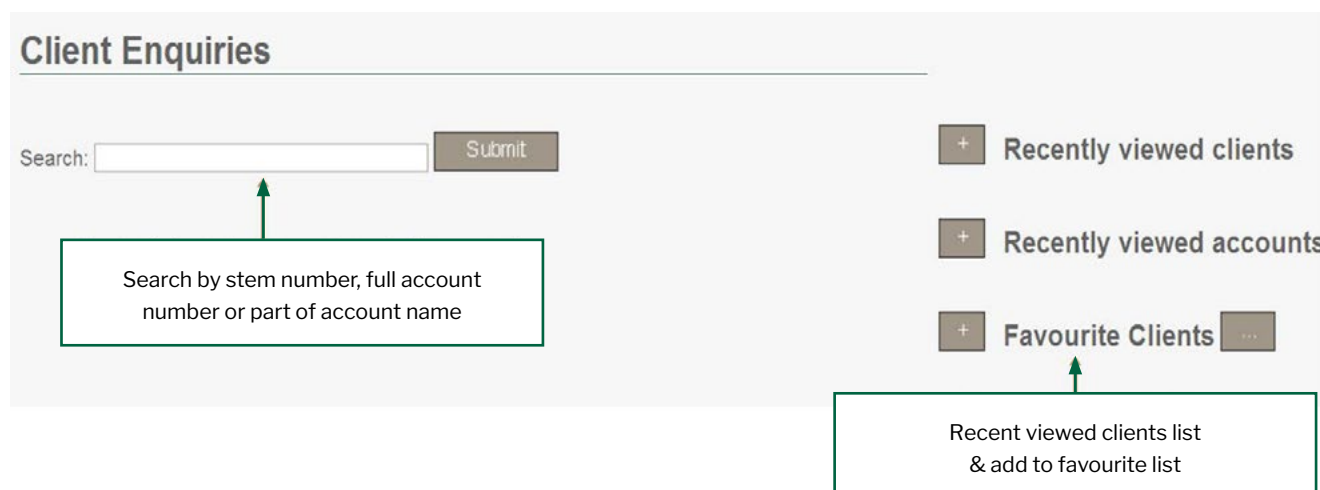 Client Enquiries
Search:
Submit
Search by stem number, full account
number or part of account name
+ Recently viewed clients
+ Recently viewed accounts
+ Favourite Clients ...
Recent viewed clients list
& add to favourite list